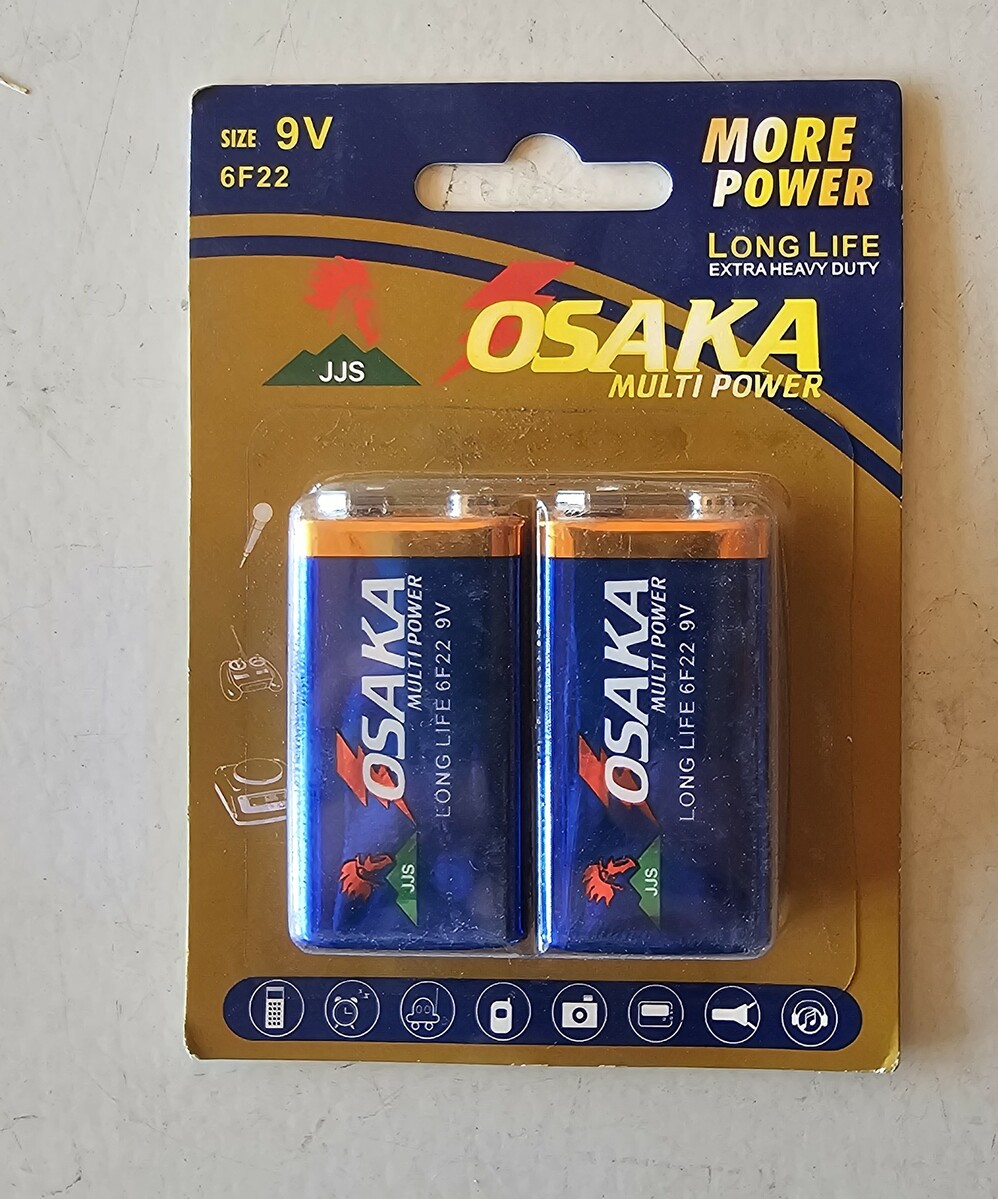 SIZE 9V
6F22
MORE
POWER
LONG LIFE
EXTRA HEAVY DUTY
JJS
OSAKA
MULTI POWER
OSAKA
MULTI POWER
LONG LIFE 6F22 9V
JJS
OSAKA
MULTI POWER
LONG LIFE 6F22 9V
JJS